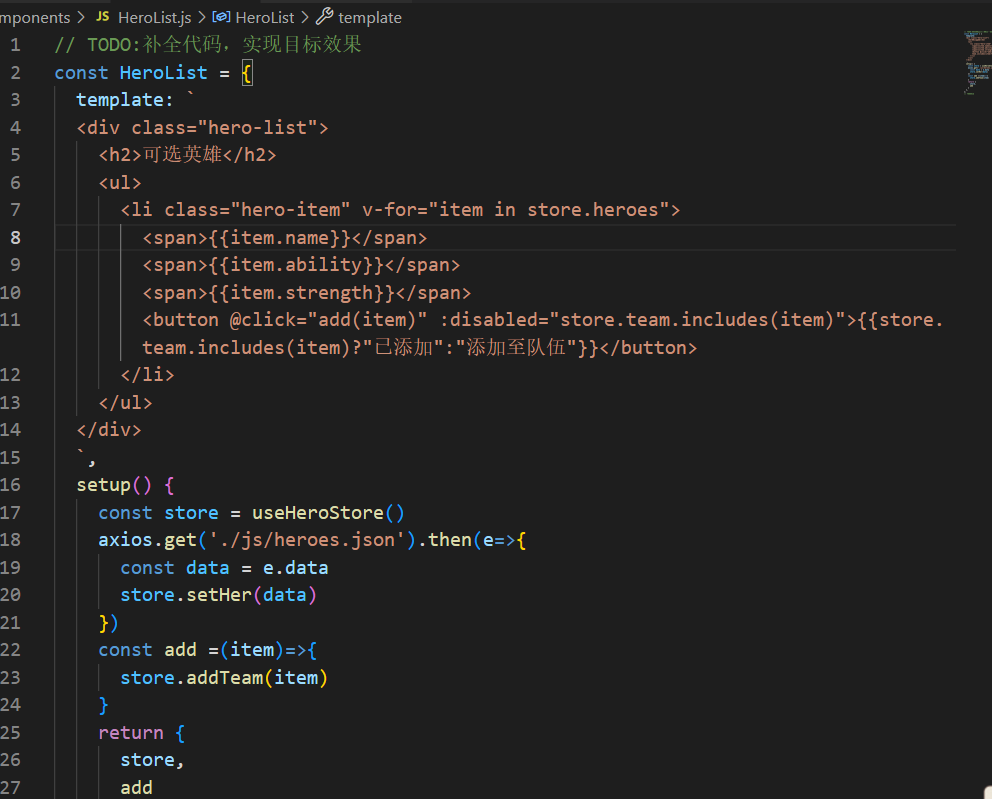 mponents > JS HeroList.js > HeroList > template
1 // TODO:补全代码，实现目标效果
2 const HeroList = {
3 template: `
4 <div class="hero-list">
5 <h2>可选英雄</h2>
6 <ul>
7 <li class="hero-item" v-for="item in store.heroes">
8 <span>{{item.name}}</span>
9 <span>{{item.ability}}</span>
10 <span>{{item.strength}}</span>
11 <button @click="add(item)" :disabled="store.team.includes(item)">{{store.
team.includes(item)?"已添加":"添加至队伍"}}</button>
12 </li>
13 </ul>
14 </div>
15 `,
16 setup() {
17 const store = useHeroStore()
18 axios.get('./js/heroes.json').then(e=>{
19 const data = e.data
20 store.setHer(data)
21 })
22 const add =(item)=>{
23 store.addTeam(item)
24 }
25 return {
26 store,
27 add